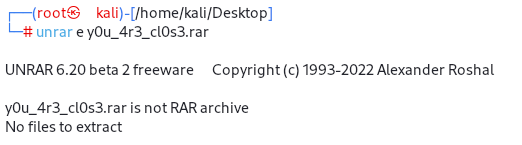 ┌──(root㉿ kali)-[/home/kali/Desktop]
└─# unrar e y0u_4r3_cl0s3.rar
UNRAR 6.20 beta 2 freeware Copyright (c) 1993-2022 Alexander Roshal
y0u_4r3_cl0s3.rar is not RAR archive
No files to extract